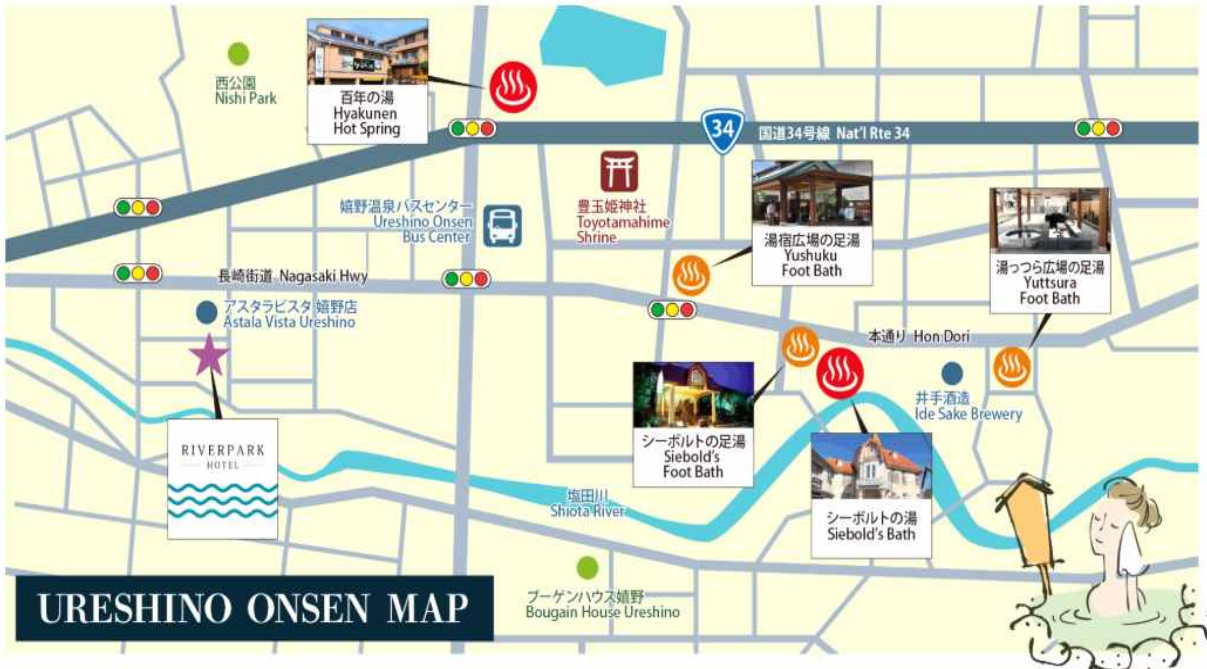 西公園
Nishi Park
百年の湯
Hyakunen
Hot Spring
34
国道34号線 Nat'l Rte 34
嬉野温泉バスセンター
Ureshino Onsen
Bus Center
豊玉姫神社
Toyotamahime
Shrine
湯宿広場の足湯
Yushuku
Foot Bath
湯っつら広場の足湯
Yuttsura
Foot Bath
長崎街道 Nagasaki Hwy
アスタラビスタ 嬉野店
Astala Vista Ureshino
本通り Hon Dori
井手酒造
Ide Sake Brewery
RIVERPARK
HOTEL
シーボルトの足湯
Siebold's
Foot Bath
シーボルトの湯
Siebold's Bath
塩田川
Shiota River
ブーゲンハウス嬉野
Bougain House Ureshino
URESHINO ONSEN MAP